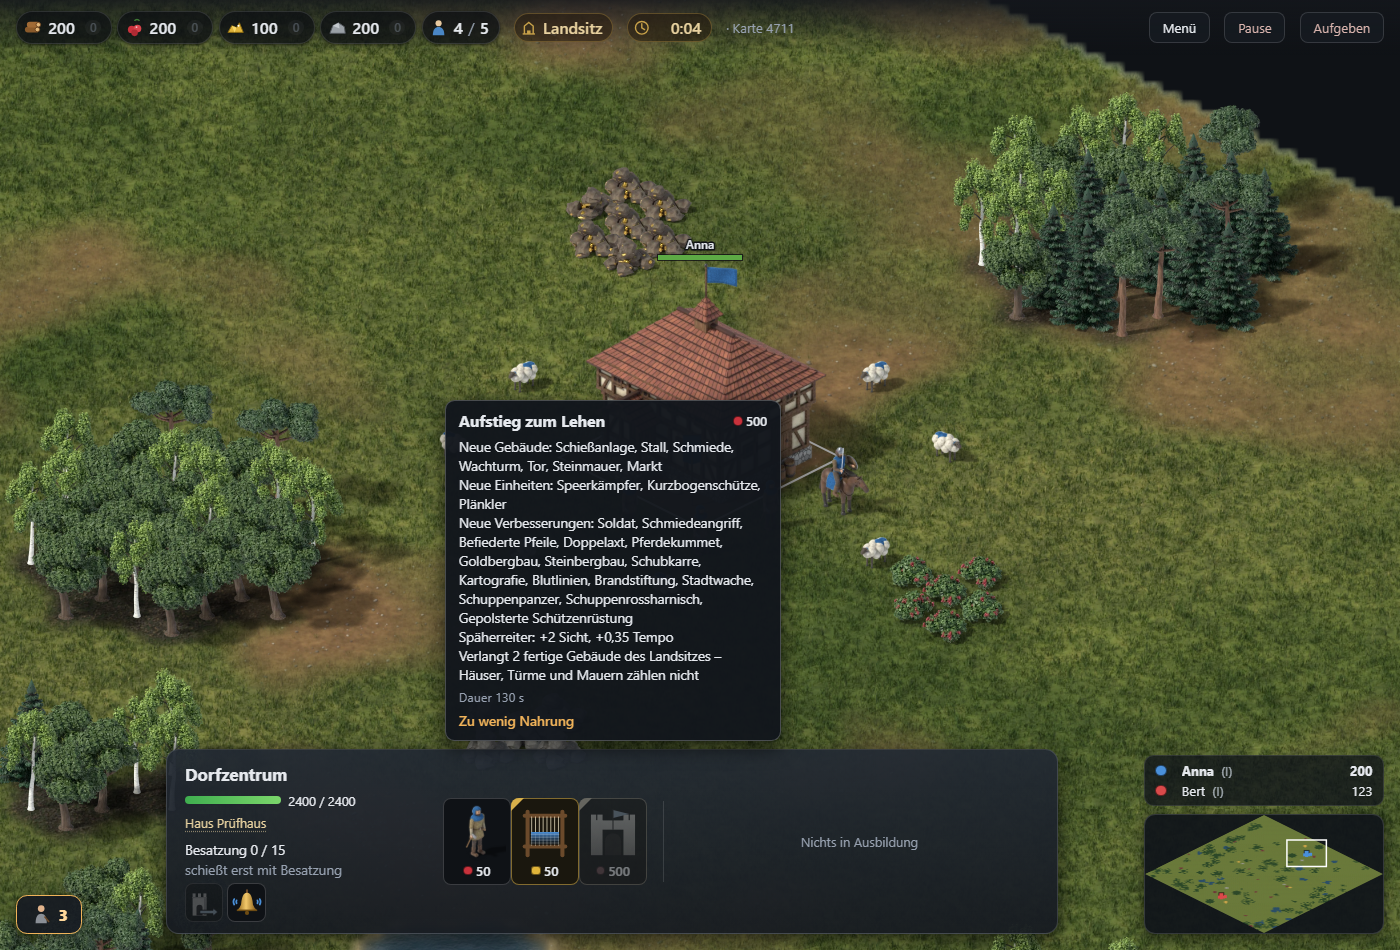 200 0 200 0 100 0 200 0 4 / 5 Landsitz 0:04 · Karte 4711 Menü Pause Aufgeben
Anna
Aufstieg zum Lehen 500
Neue Gebäude: Schießanlage, Stall, Schmiede,
Wachturm, Tor, Steinmauer, Markt
Neue Einheiten: Speerkämpfer, Kurzbogenschütze,
Plänkler
Neue Verbesserungen: Soldat, Schmiedeangriff,
Befiederte Pfeile, Doppelaxt, Pferdekummet,
Goldbergbau, Steinbergbau, Schubkarre,
Kartografie, Blutlinien, Brandstiftung, Stadtwache,
Schuppenpanzer, Schuppenrossharnisch,
Gepolsterte Schützenrüstung
Späherreiter: +2 Sicht, +0,35 Tempo
Verlangt 2 fertige Gebäude des Landsitzes –
Häuser, Türme und Mauern zählen nicht
Dauer 130 s
Zu wenig Nahrung
Dorfzentrum
2400 / 2400
Haus Prüfhaus
Besatzung 0 / 15
schießt erst mit Besatzung
50 50 500
Nichts in Ausbildung
Anna (I) 200
Bert (I) 123
3